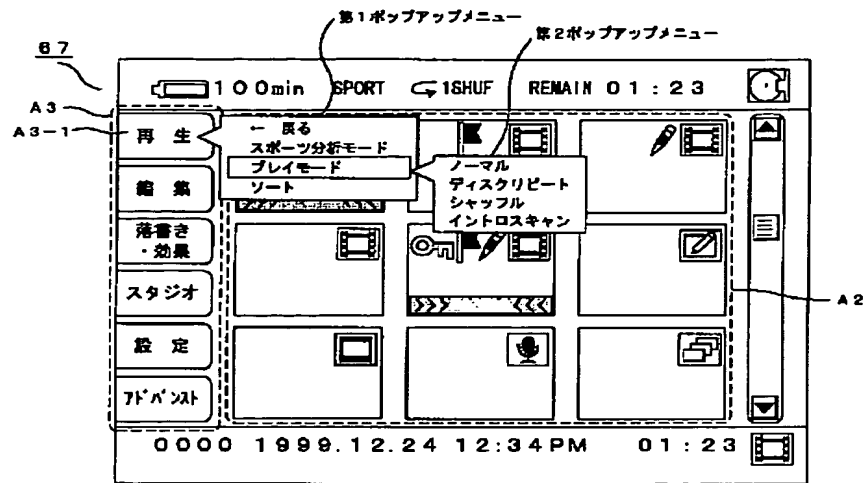 第1ポップアップメニュー
第2ポップアップメニュー
67
100min SPORT 1SHUF REMAIN 01:23
A3
A3-1
再 生
← 戻る
スポーツ分析モード
プレイモード
ソート
ノーマル
ディスクリピート
シャッフル
イントロスキャン
編 集
落書き
・効果
スタジオ
設 定
ｱﾄﾞﾊﾞﾝｽﾄ
A2
0000 1999.12.24 12:34PM 01:23